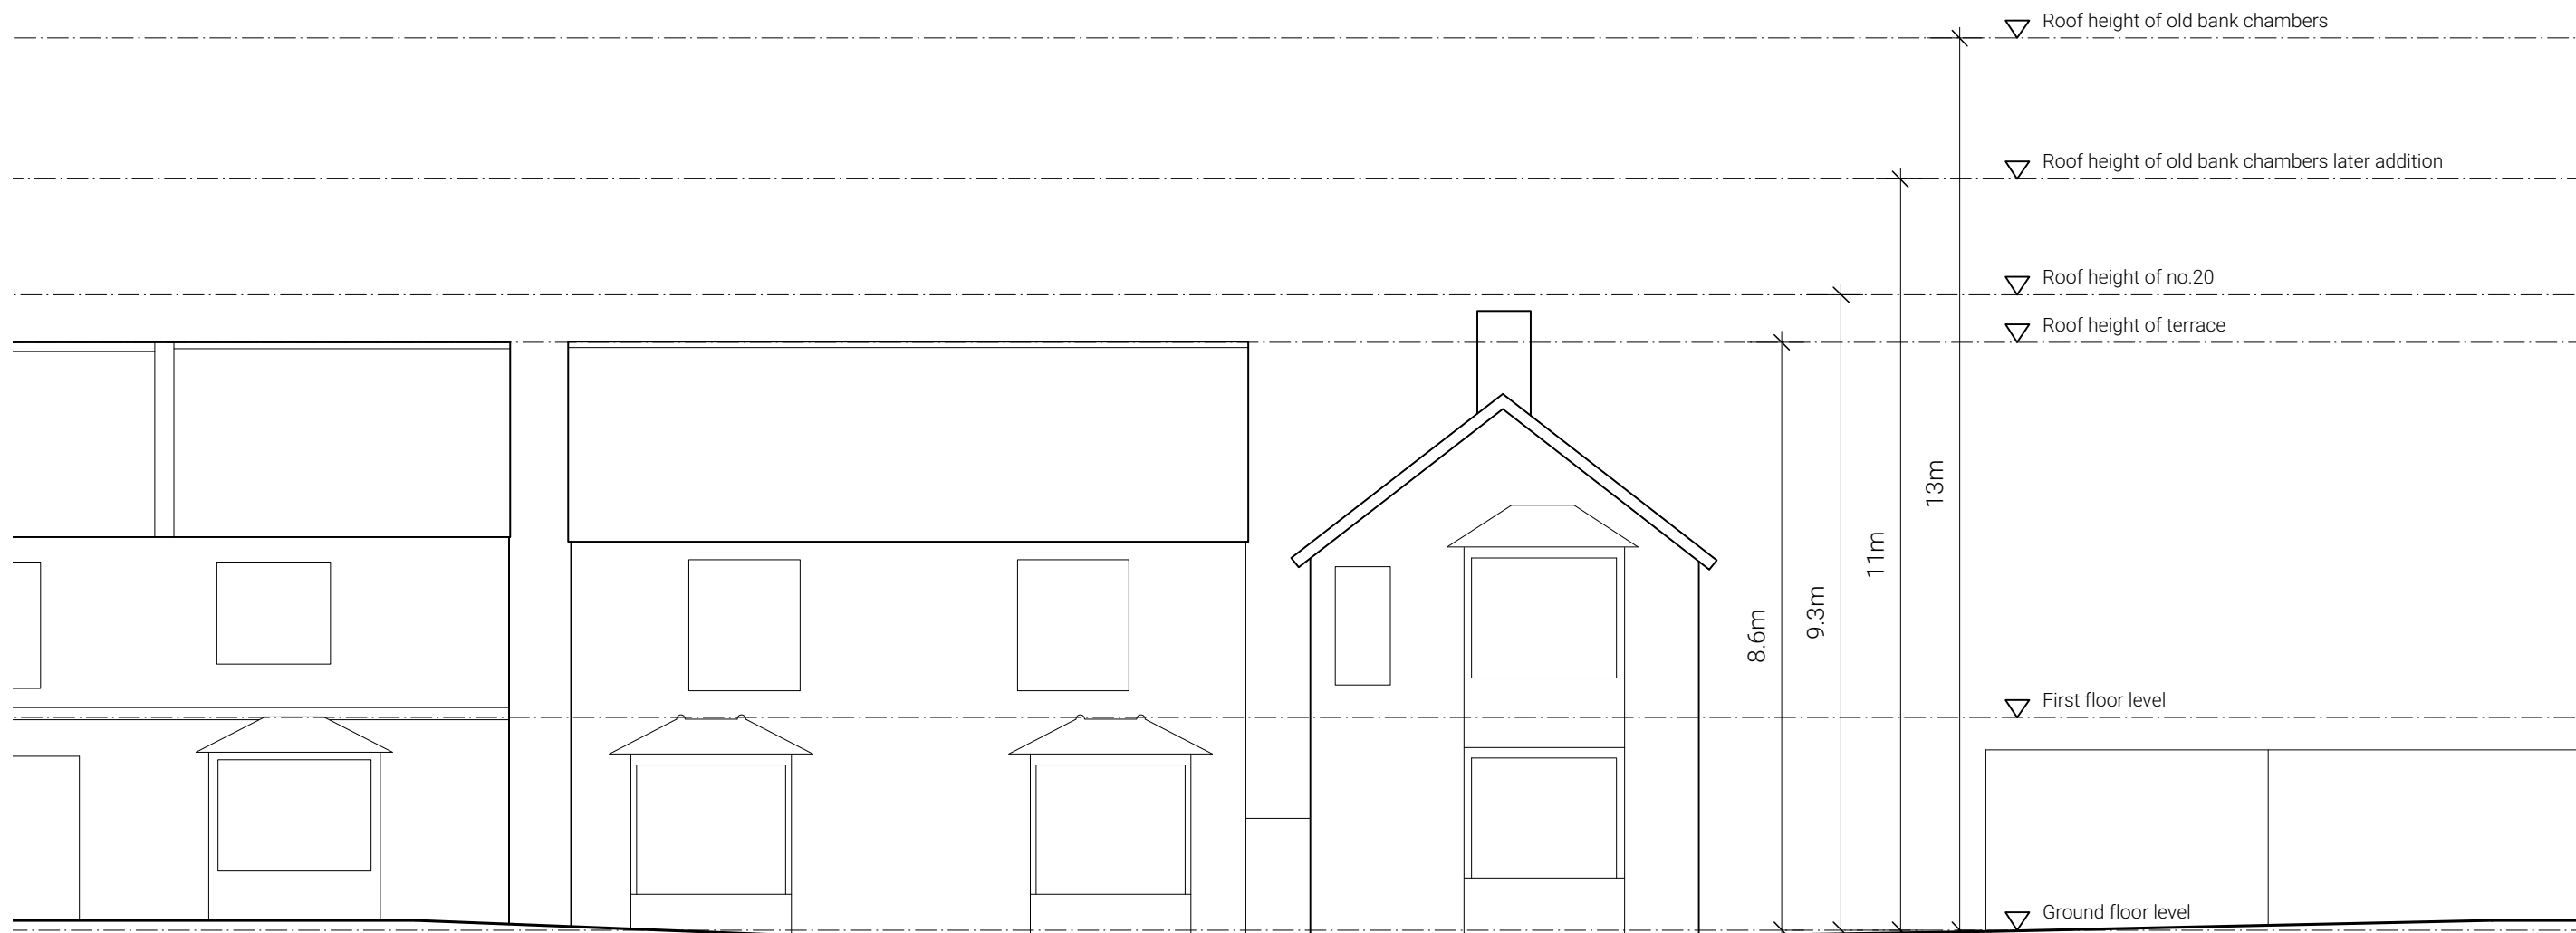 Roof height of old bank chambers
Roof height of old bank chambers later addition
Roof height of no.20
Roof height of terrace
8.6m
9.3m
11m
13m
First floor level
Ground floor level